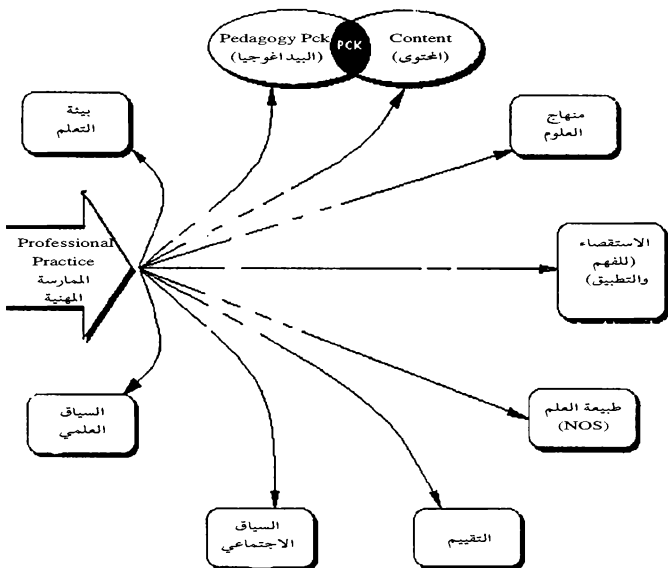 Pedagogy Pck
(البيداغوجيا)
PCK
Content
(المحتوى)
بيئة
التعلم
منهاج
العلوم
Professional
Practice
الممارسة
المهنية
الاستقصاء
(للفهم
والتطبيق)
السياق
العلمي
طبيعة العلم
(NOS)
السياق
الاجتماعي
التقييم